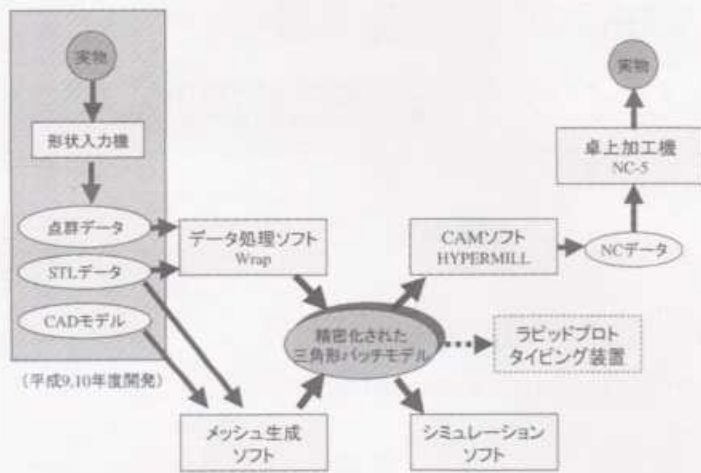 実物
形状入力機
点群データ
STLデータ
CADモデル
(平成9,10年度開発)
データ処理ソフト
Wrap
メッシュ生成
ソフト
精密化された
三角形パッチモデル
CAMソフト
HYPERMILL
NCデータ
卓上加工機
NC-5
実物
ラピッドプロト
タイピング装置
シミュレーション
ソフト